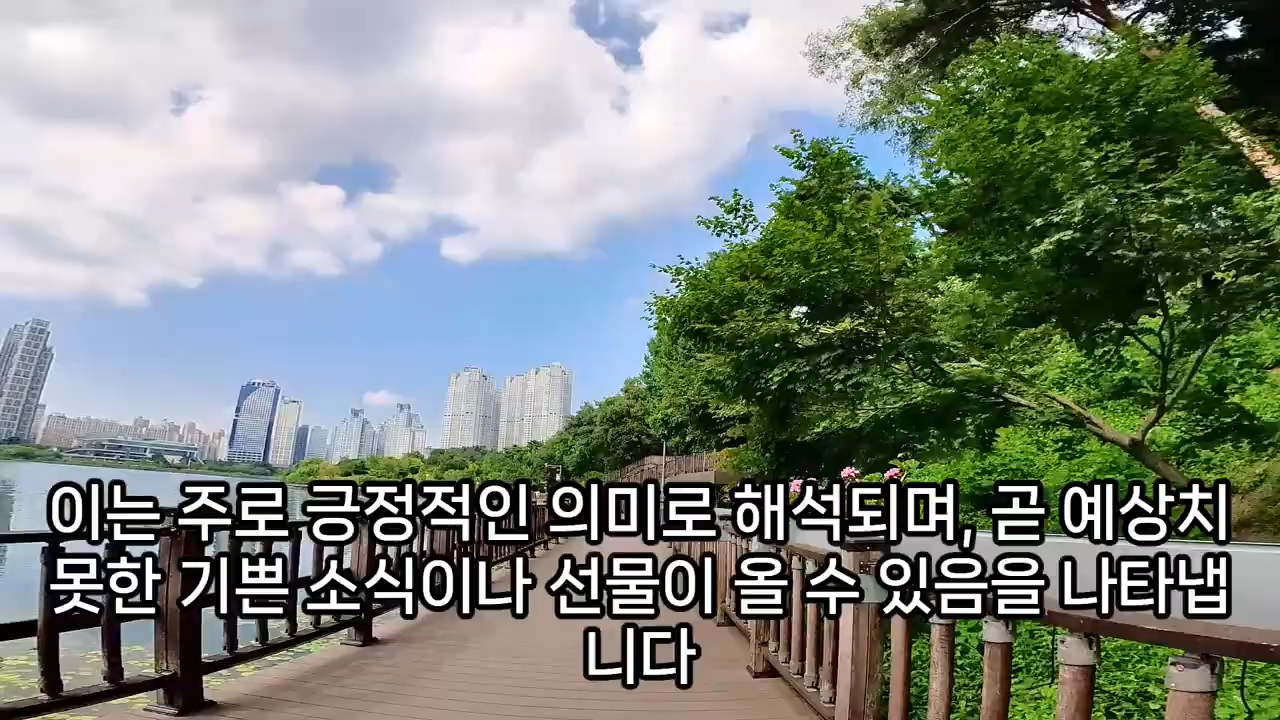 이는 주로 긍정적인 의미로 해석되며, 곧 예상치
못한 기쁜 소식이나 선물이 올 수 있음을 나타냅
니다